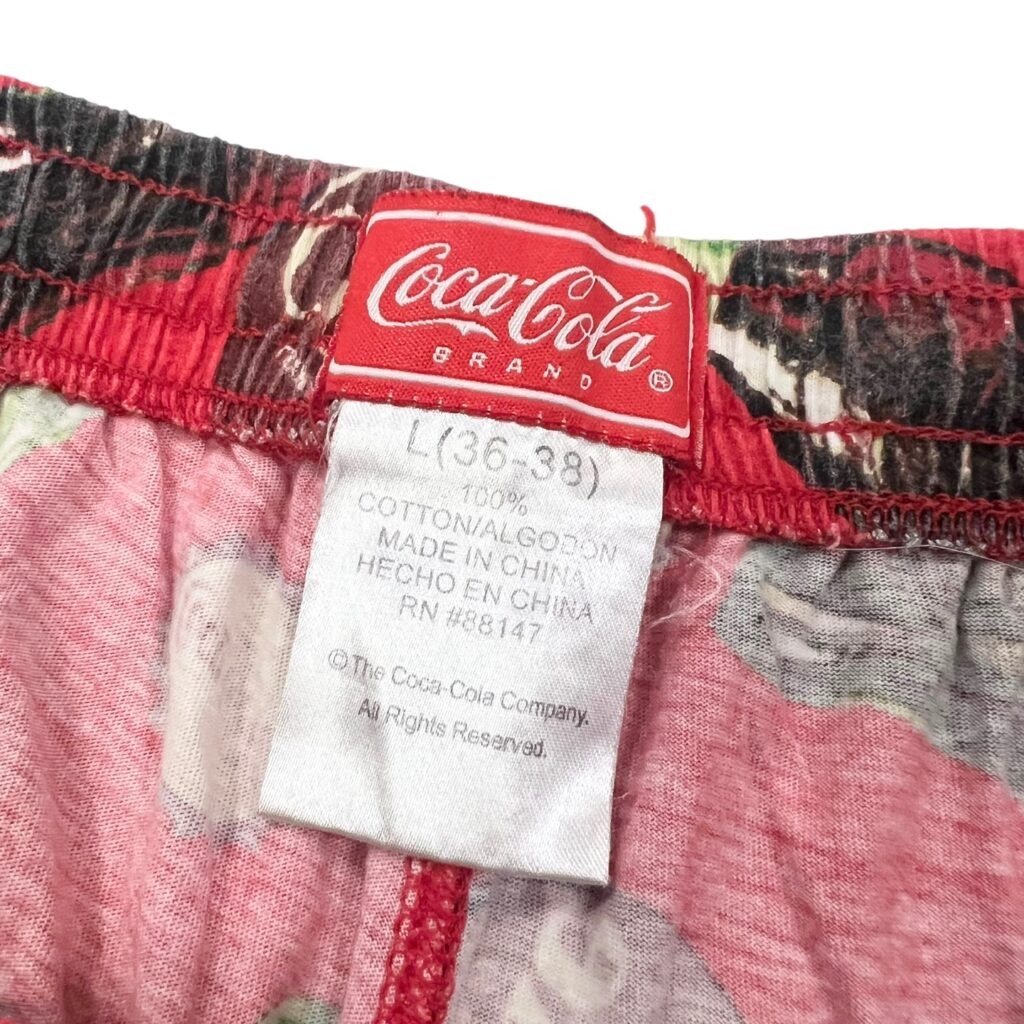 Coca-Cola
BRAND ®
L(36-38)
100%
COTTON/ALGODON
MADE IN CHINA
HECHO EN CHINA
RN #88147
©The Coca-Cola Company.
All Rights Reserved.